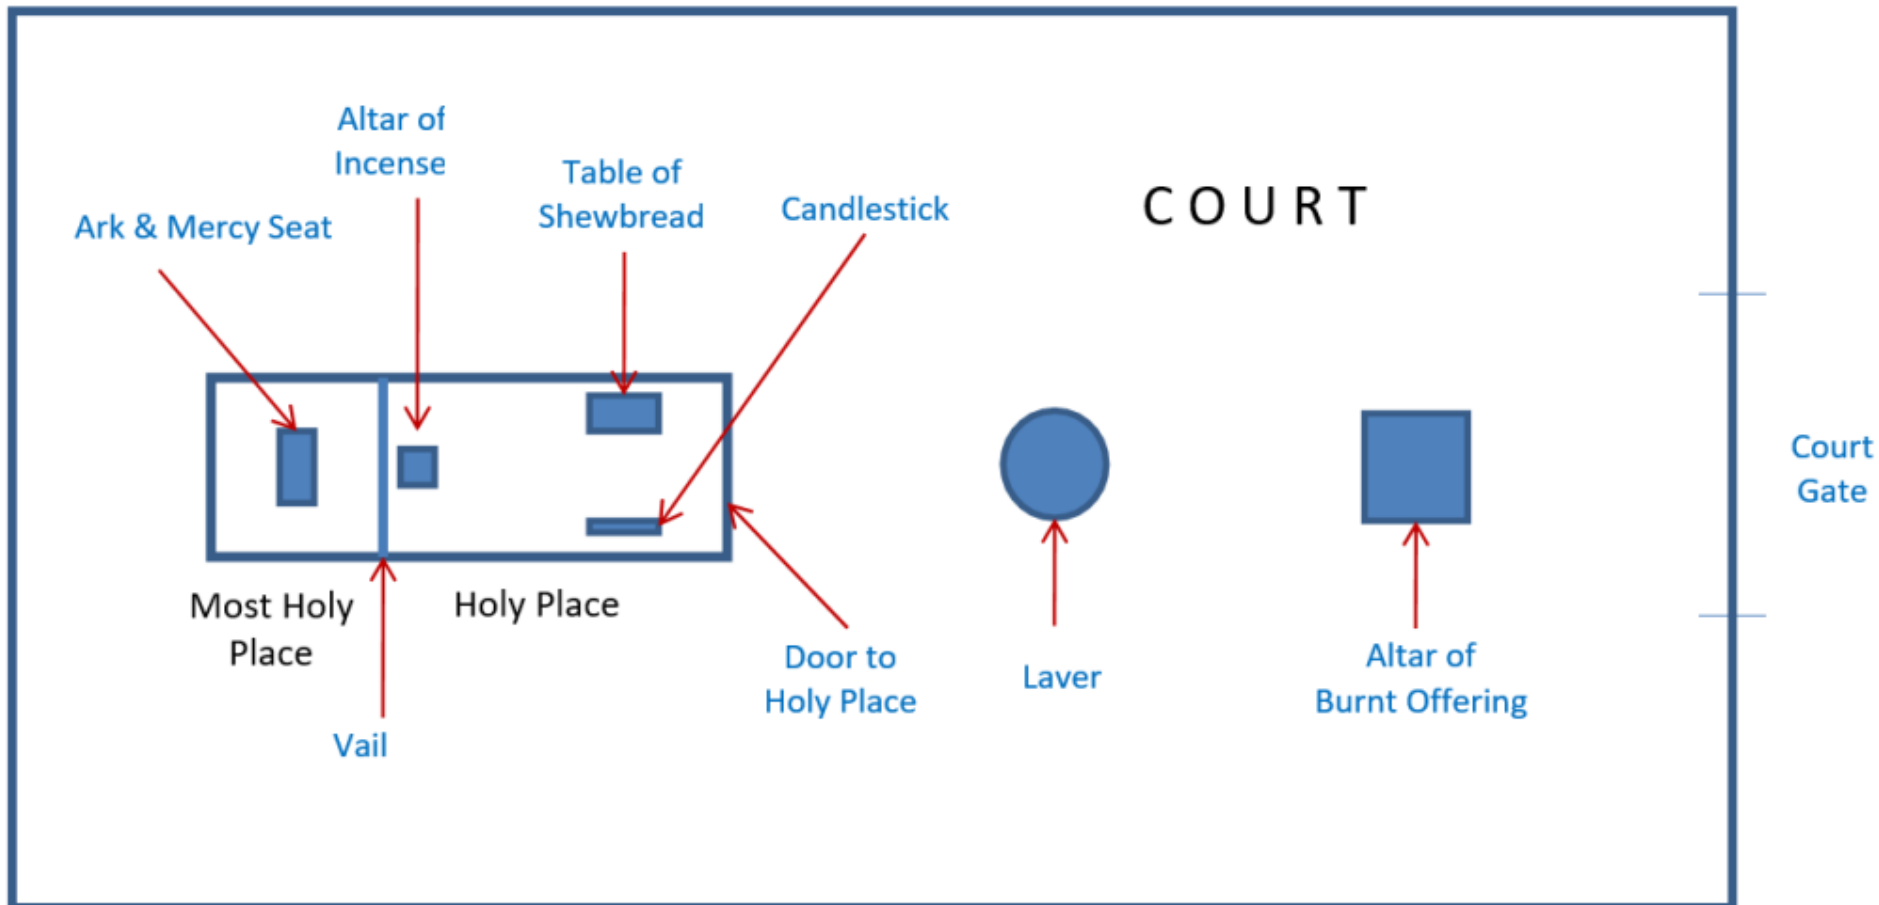 Altar of
Incense
Table of
Shewbread
Candlestick
Ark & Mercy Seat
C O U R T
Court
Gate
Most Holy
Place
Holy Place
Door to
Holy Place
Laver
Altar of
Burnt Offering
Vail